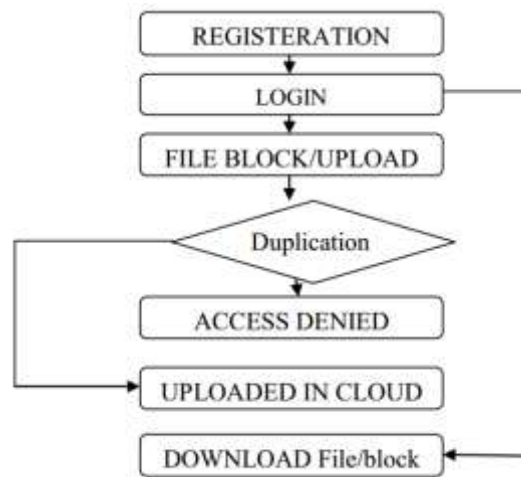 REGISTERATION
LOGIN
FILE BLOCK/UPLOAD
Duplication
ACCESS DENIED
UPLOADED IN CLOUD
DOWNLOAD File/block